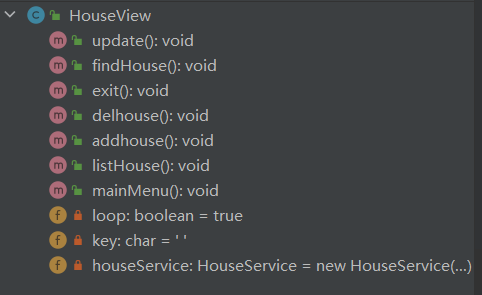 C HouseView
m update(): void
m findHouse(): void
m exit(): void
m delhouse(): void
m addhouse(): void
m listHouse(): void
m mainMenu(): void
f loop: boolean = true
f key: char = ' '
f houseService: HouseService = new HouseService(...)